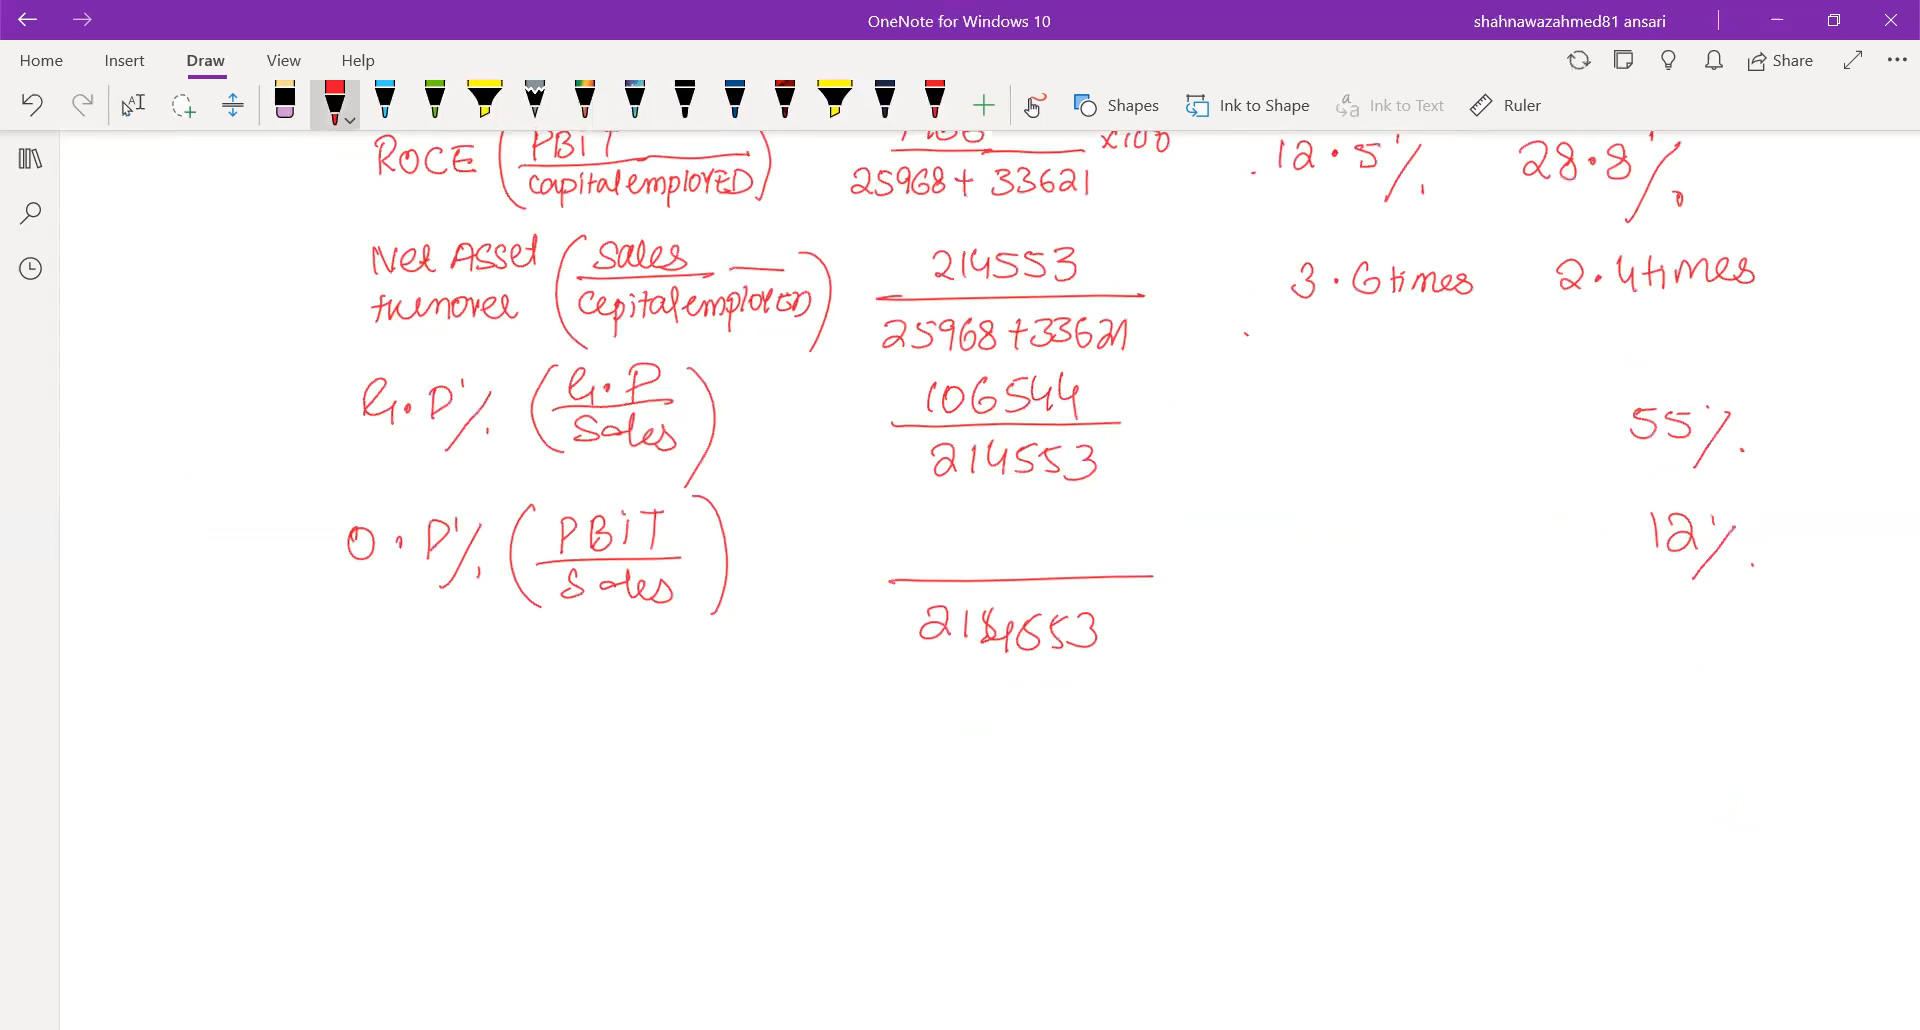 OneNote for Windows 10
shahnawazahmed81 ansari
Home Insert Draw View Help
Share
Shapes Ink to Shape Ink to Text Ruler
ROCE (PBIT / capital emploYED) 25968 + 33621 ×100 12.5% 28.8%
Net Asset turnover (Sales / Cepital emploYED) 214553 / 25968 + 33621 3.6 times 2.4 times
G.P% (G.P / Sales) 106544 / 214553 55%.
O.P% (PBIT / Sales) 214553 12%.